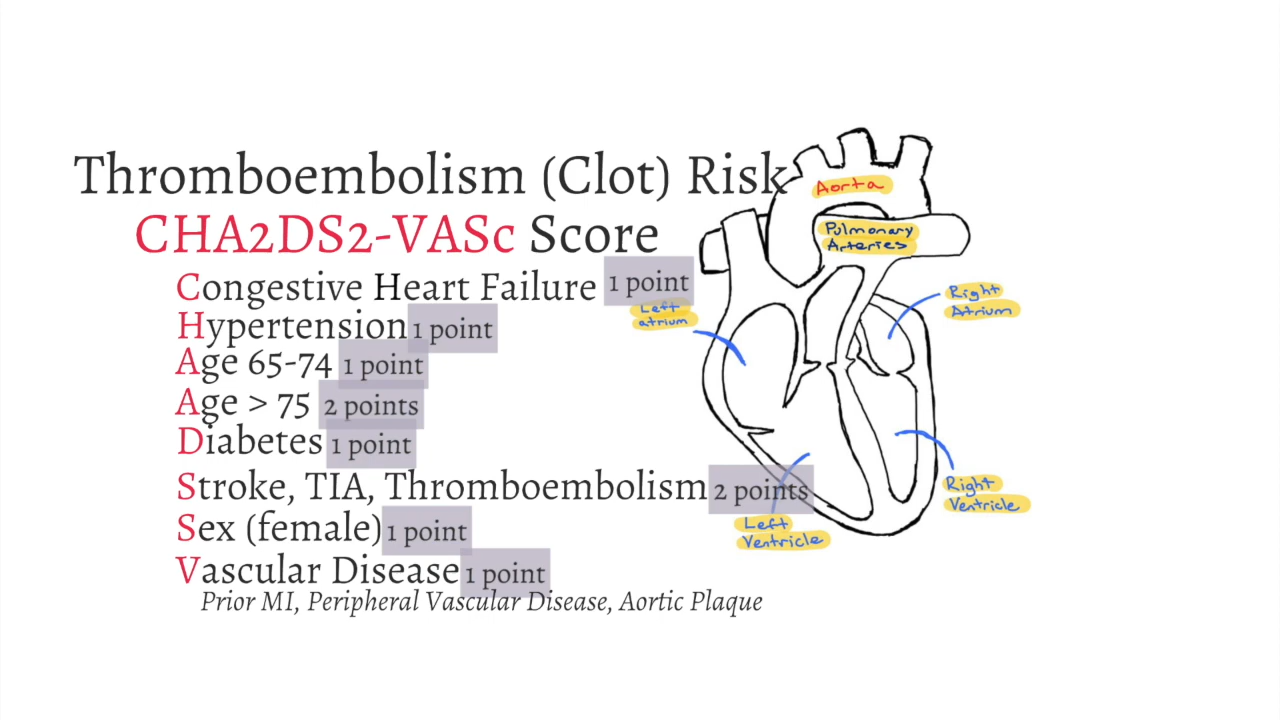 Thromboembolism (Clot) Risk
CHA2DS2-VASc Score
Congestive Heart Failure 1 point
Hypertension 1 point
Age 65-74 1 point
Age > 75 2 points
Diabetes 1 point
Stroke, TIA, Thromboembolism 2 points
Sex (female) 1 point
Vascular Disease 1 point
Prior MI, Peripheral Vascular Disease, Aortic Plaque
Aorta
Pulmonary
Arteries
Left
atrium
Right
Atrium
Left
Ventricle
Right
Ventricle